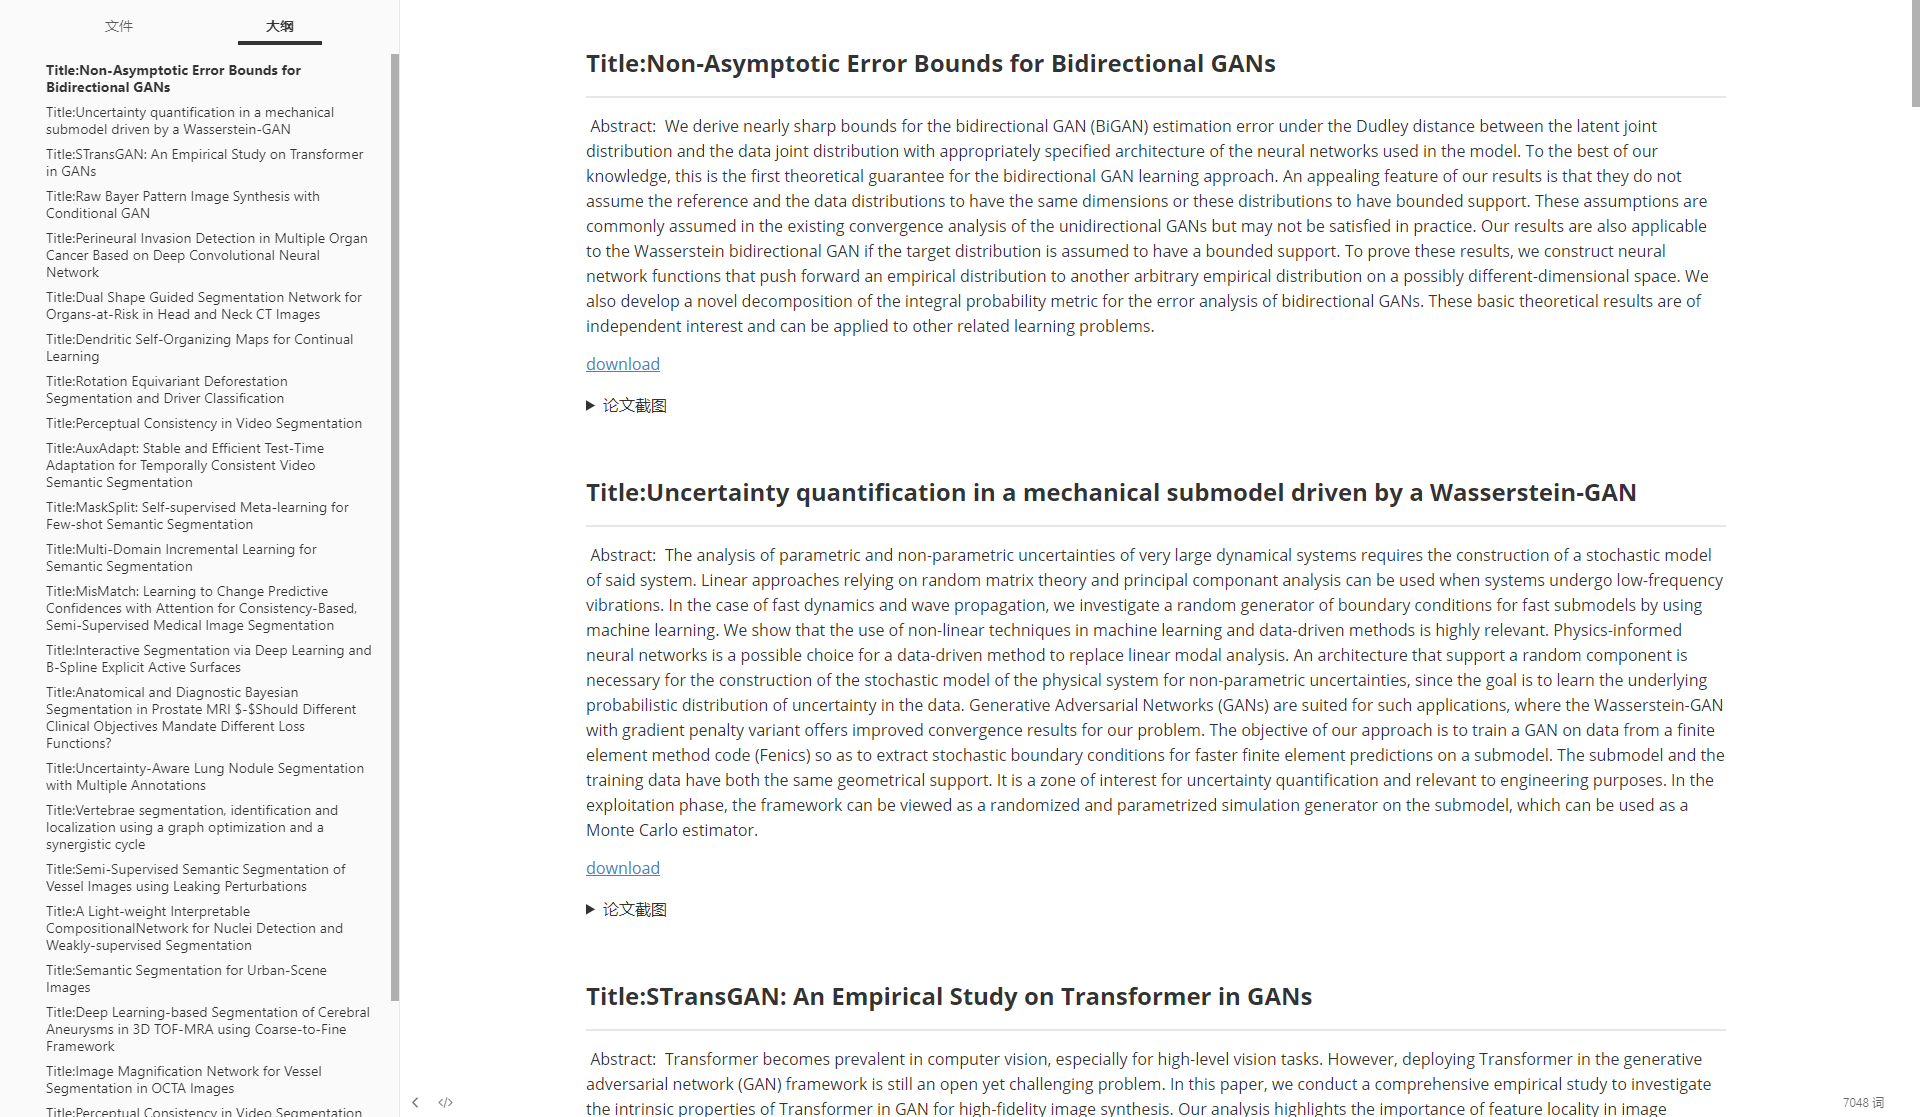 文件
大纲
Title:Non-Asymptotic Error Bounds for
Bidirectional GANs
Title:Uncertainty quantification in a mechanical
submodel driven by a Wasserstein-GAN
Title:STransGAN: An Empirical Study on Transformer
in GANs
Title:Raw Bayer Pattern Image Synthesis with
Conditional GAN
Title:Perineural Invasion Detection in Multiple Organ
Cancer Based on Deep Convolutional Neural
Network
Title:Dual Shape Guided Segmentation Network for
Organs-at-Risk in Head and Neck CT Images
Title:Dendritic Self-Organizing Maps for Continual
Learning
Title:Rotation Equivariant Deforestation
Segmentation and Driver Classification
Title:Perceptual Consistency in Video Segmentation
Title:AuxAdapt: Stable and Efficient Test-Time
Adaptation for Temporally Consistent Video
Semantic Segmentation
Title:MaskSplit: Self-supervised Meta-learning for
Few-shot Semantic Segmentation
Title:Multi-Domain Incremental Learning for
Semantic Segmentation
Title:MisMatch: Learning to Change Predictive
Confidences with Attention for Consistency-Based,
Semi-Supervised Medical Image Segmentation
Title:Interactive Segmentation via Deep Learning and
B-Spline Explicit Active Surfaces
Title:Anatomical and Diagnostic Bayesian
Segmentation in Prostate MRI $-$Should Different
Clinical Objectives Mandate Different Loss
Functions?
Title:Uncertainty-Aware Lung Nodule Segmentation
with Multiple Annotations
Title:Vertebrae segmentation, identification and
localization using a graph optimization and a
synergistic cycle
Title:Semi-Supervised Semantic Segmentation of
Vessel Images using Leaking Perturbations
Title:A Light-weight Interpretable
CompositionalNetwork for Nuclei Detection and
Weakly-supervised Segmentation
Title:Semantic Segmentation for Urban-Scene
Images
Title:Deep Learning-based Segmentation of Cerebral
Aneurysms in 3D TOF-MRA using Coarse-to-Fine
Framework
Title:Image Magnification Network for Vessel
Segmentation in OCTA Images
Title:Perceptual Consistency in Video Segmentation
Title:Non-Asymptotic Error Bounds for Bidirectional GANs
Abstract: We derive nearly sharp bounds for the bidirectional GAN (BiGAN) estimation error under the Dudley distance between the latent joint
distribution and the data joint distribution with appropriately specified architecture of the neural networks used in the model. To the best of our
knowledge, this is the first theoretical guarantee for the bidirectional GAN learning approach. An appealing feature of our results is that they do not
assume the reference and the data distributions to have the same dimensions or these distributions to have bounded support. These assumptions are
commonly assumed in the existing convergence analysis of the unidirectional GANs but may not be satisfied in practice. Our results are also applicable
to the Wasserstein bidirectional GAN if the target distribution is assumed to have a bounded support. To prove these results, we construct neural
network functions that push forward an empirical distribution to another arbitrary empirical distribution on a possibly different-dimensional space. We
also develop a novel decomposition of the integral probability metric for the error analysis of bidirectional GANs. These basic theoretical results are of
independent interest and can be applied to other related learning problems.
download
▶ 论文截图
Title:Uncertainty quantification in a mechanical submodel driven by a Wasserstein-GAN
Abstract: The analysis of parametric and non-parametric uncertainties of very large dynamical systems requires the construction of a stochastic model
of said system. Linear approaches relying on random matrix theory and principal componant analysis can be used when systems undergo low-frequency
vibrations. In the case of fast dynamics and wave propagation, we investigate a random generator of boundary conditions for fast submodels by using
machine learning. We show that the use of non-linear techniques in machine learning and data-driven methods is highly relevant. Physics-informed
neural networks is a possible choice for a data-driven method to replace linear modal analysis. An architecture that support a random component is
necessary for the construction of the stochastic model of the physical system for non-parametric uncertainties, since the goal is to learn the underlying
probabilistic distribution of uncertainty in the data. Generative Adversarial Networks (GANs) are suited for such applications, where the Wasserstein-GAN
with gradient penalty variant offers improved convergence results for our problem. The objective of our approach is to train a GAN on data from a finite
element method code (Fenics) so as to extract stochastic boundary conditions for faster finite element predictions on a submodel. The submodel and the
training data have both the same geometrical support. It is a zone of interest for uncertainty quantification and relevant to engineering purposes. In the
exploitation phase, the framework can be viewed as a randomized and parametrized simulation generator on the submodel, which can be used as a
Monte Carlo estimator.
download
▶ 论文截图
Title:STransGAN: An Empirical Study on Transformer in GANs
Abstract: Transformer becomes prevalent in computer vision, especially for high-level vision tasks. However, deploying Transformer in the generative
adversarial network (GAN) framework is still an open yet challenging problem. In this paper, we conduct a comprehensive empirical study to investigate
the intrinsic properties of Transformer in GAN for high-fidelity image synthesis. Our analysis highlights the importance of feature locality in image
7048 词